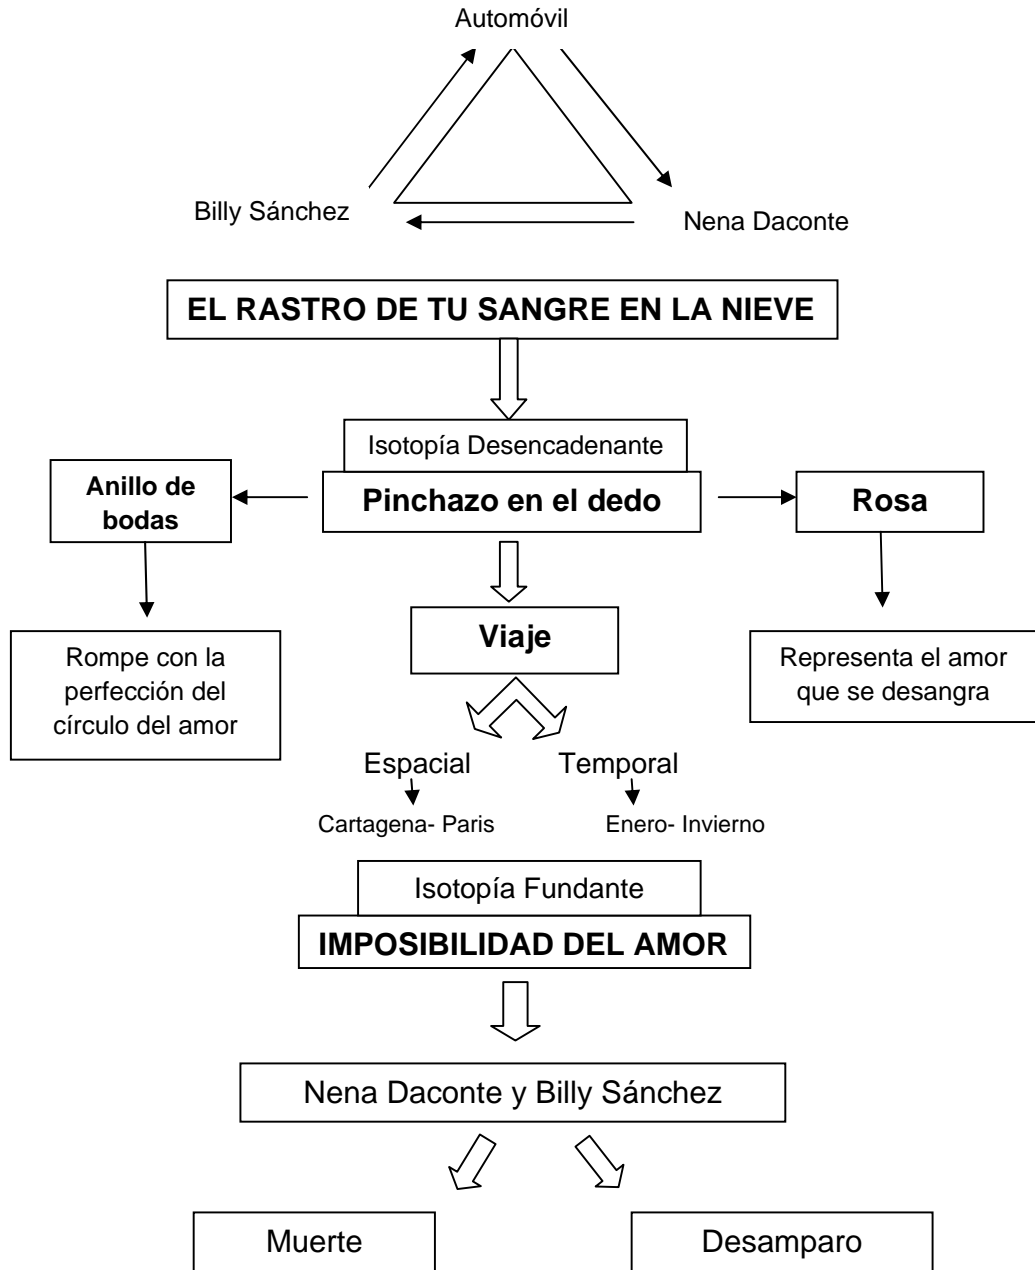 Automóvil
Billy Sánchez
Nena Daconte
EL RASTRO DE TU SANGRE EN LA NIEVE
Isotopía Desencadenante
Anillo de
bodas
Pinchazo en el dedo
Rosa
Rompe con la
perfección del
círculo del amor
Viaje
Representa el amor
que se desangra
Espacial
Temporal
Cartagena- Paris
Enero- Invierno
Isotopía Fundante
IMPOSIBILIDAD DEL AMOR
Nena Daconte y Billy Sánchez
Muerte
Desamparo